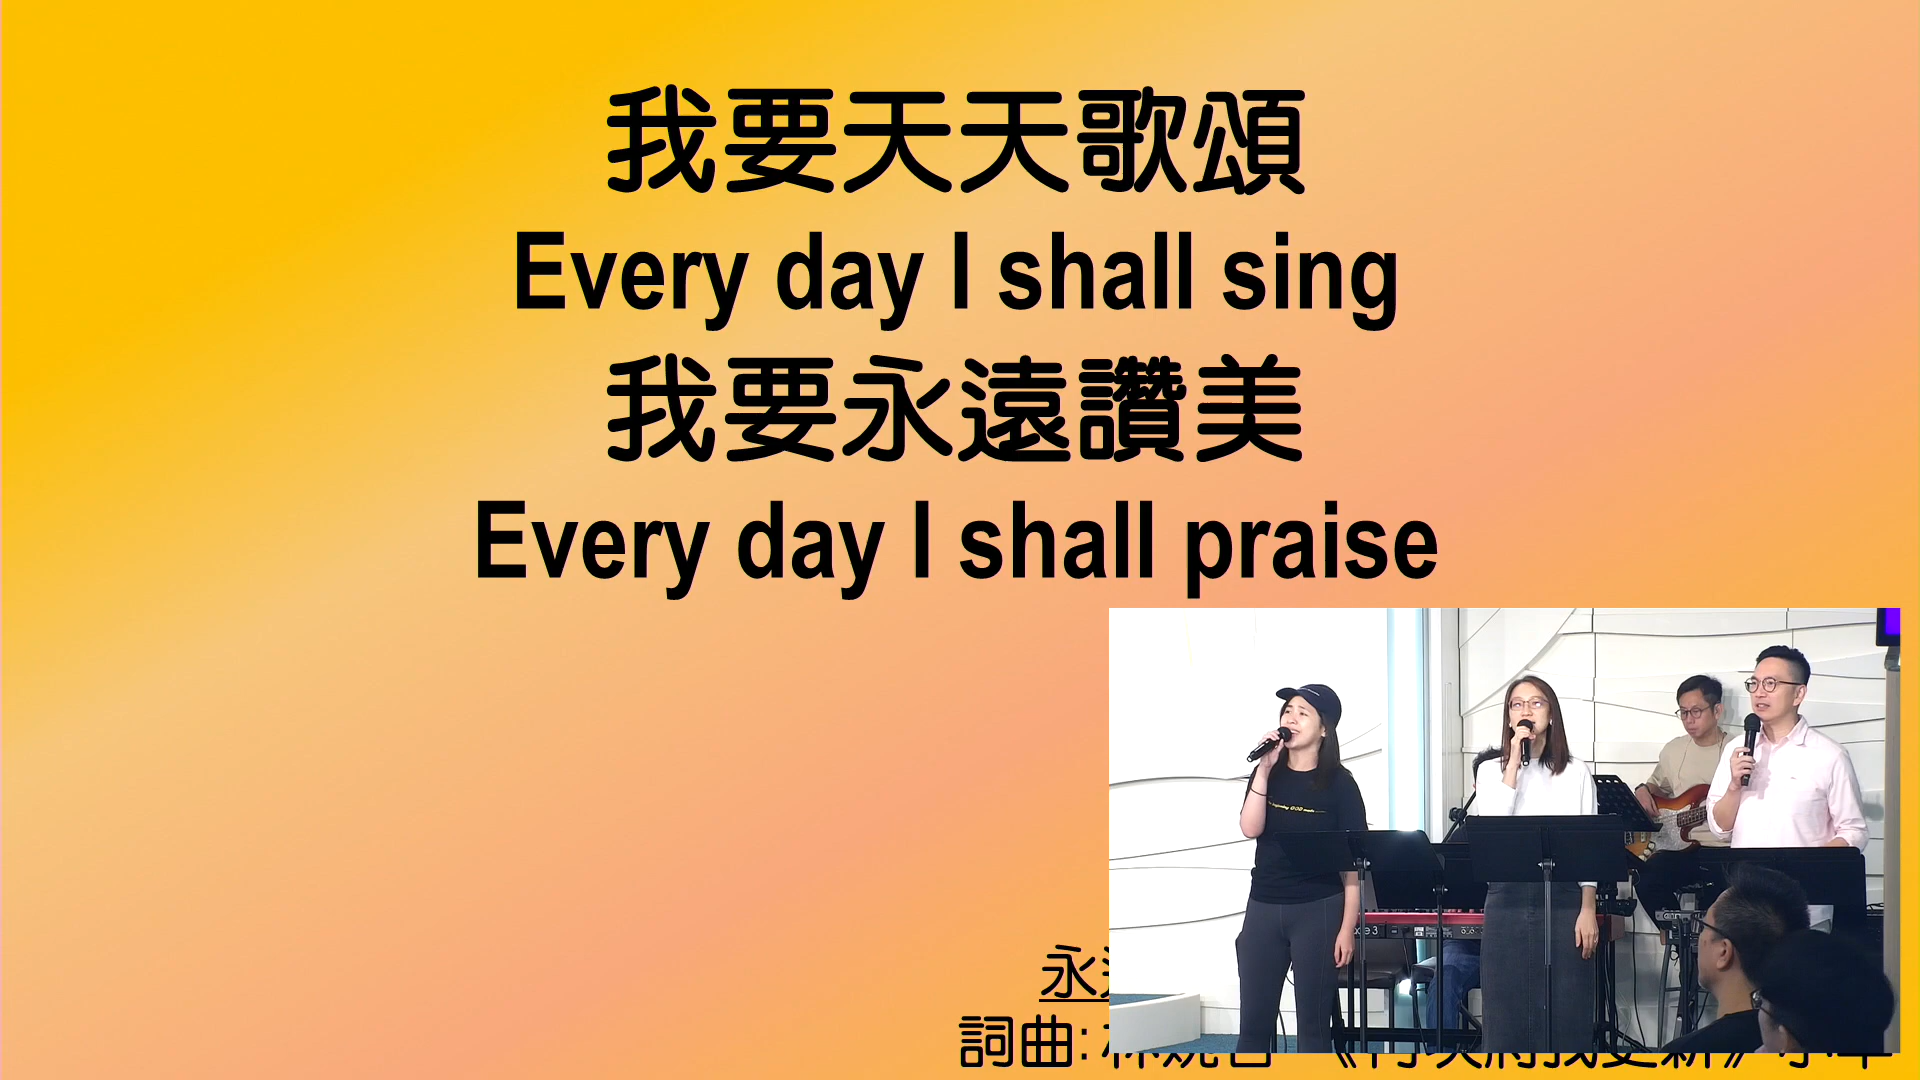 我要天天歌頌
Every day I shall sing
我要永遠讚美
Every day I shall praise
永
詞曲: